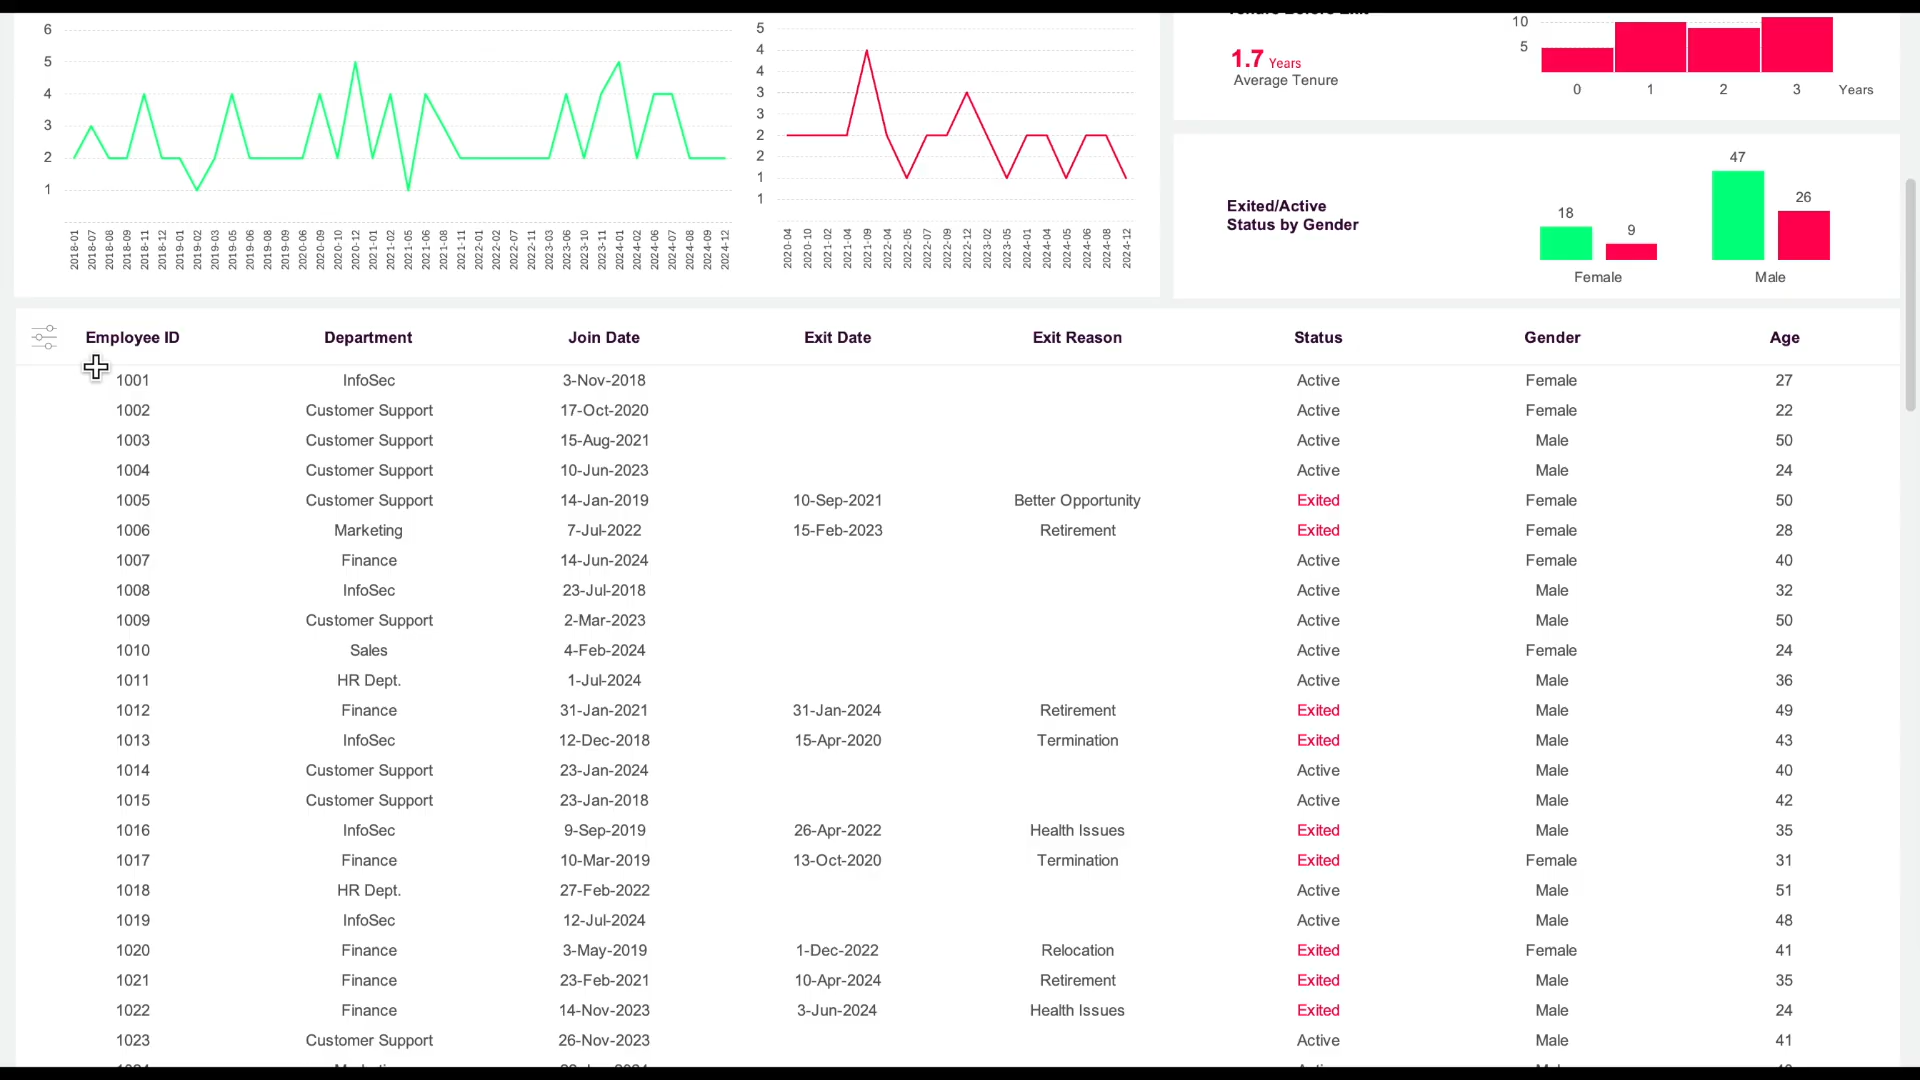 6
5
4
3
2
1
2018-01 2018-07 2018-08 2018-09 2018-11 2018-12 2019-01 2019-02 2019-03 2019-05 2019-06 2019-08 2019-09 2020-06 2020-09 2020-10 2020-12 2021-01 2021-02 2021-05 2021-06 2021-08 2021-11 2022-01 2022-02 2022-07 2022-11 2023-03 2023-06 2023-10 2023-11 2024-01 2024-02 2024-06 2024-07 2024-08 2024-09 2024-12
5
4
4
3
3
2
2
1
1
2020-04 2020-10 2021-02 2021-04 2021-09 2022-04 2022-05 2022-07 2022-09 2022-12 2023-02 2023-05 2024-01 2024-04 2024-05 2024-06 2024-08 2024-12
1.7 Years
Average Tenure
10
5
0 1 2 3 Years
Exited/Active
Status by Gender
18 9 47 26
Female Male
Employee ID Department Join Date Exit Date Exit Reason Status Gender Age
1001 InfoSec 3-Nov-2018 Active Female 27
1002 Customer Support 17-Oct-2020 Active Female 22
1003 Customer Support 15-Aug-2021 Active Male 50
1004 Customer Support 10-Jun-2023 Active Male 24
1005 Customer Support 14-Jan-2019 10-Sep-2021 Better Opportunity Exited Female 50
1006 Marketing 7-Jul-2022 15-Feb-2023 Retirement Exited Female 28
1007 Finance 14-Jun-2024 Active Female 40
1008 InfoSec 23-Jul-2018 Active Male 32
1009 Customer Support 2-Mar-2023 Active Male 50
1010 Sales 4-Feb-2024 Active Female 24
1011 HR Dept. 1-Jul-2024 Active Male 36
1012 Finance 31-Jan-2021 31-Jan-2024 Retirement Exited Male 49
1013 InfoSec 12-Dec-2018 15-Apr-2020 Termination Exited Male 43
1014 Customer Support 23-Jan-2024 Active Male 40
1015 Customer Support 23-Jan-2018 Active Male 42
1016 InfoSec 9-Sep-2019 26-Apr-2022 Health Issues Exited Male 35
1017 Finance 10-Mar-2019 13-Oct-2020 Termination Exited Female 31
1018 HR Dept. 27-Feb-2022 Active Male 51
1019 InfoSec 12-Jul-2024 Active Male 48
1020 Finance 3-May-2019 1-Dec-2022 Relocation Exited Female 41
1021 Finance 23-Feb-2021 10-Apr-2024 Retirement Exited Male 35
1022 Finance 14-Nov-2023 3-Jun-2024 Health Issues Exited Male 24
1023 Customer Support 26-Nov-2023 Active Male 41